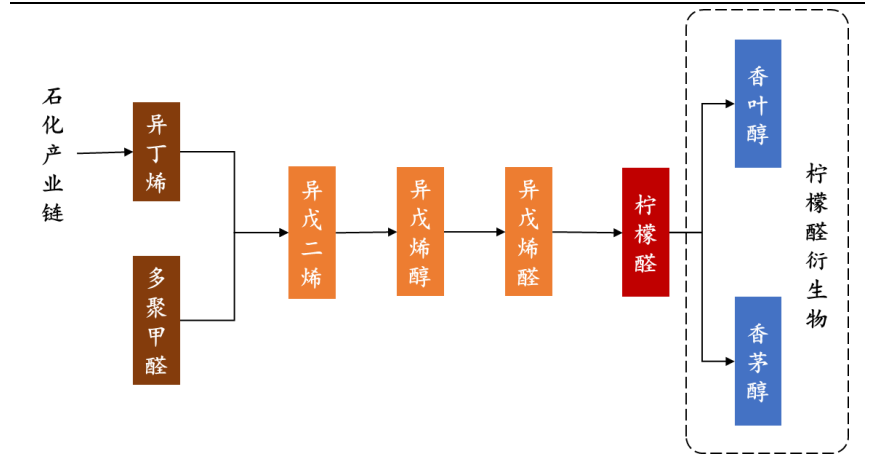 石化产业链
异丁烯
多聚甲醛
异戊二烯
异戊烯醇
异戊烯醛
柠檬醛
香叶醇
香茅醇
柠檬醛衍生物